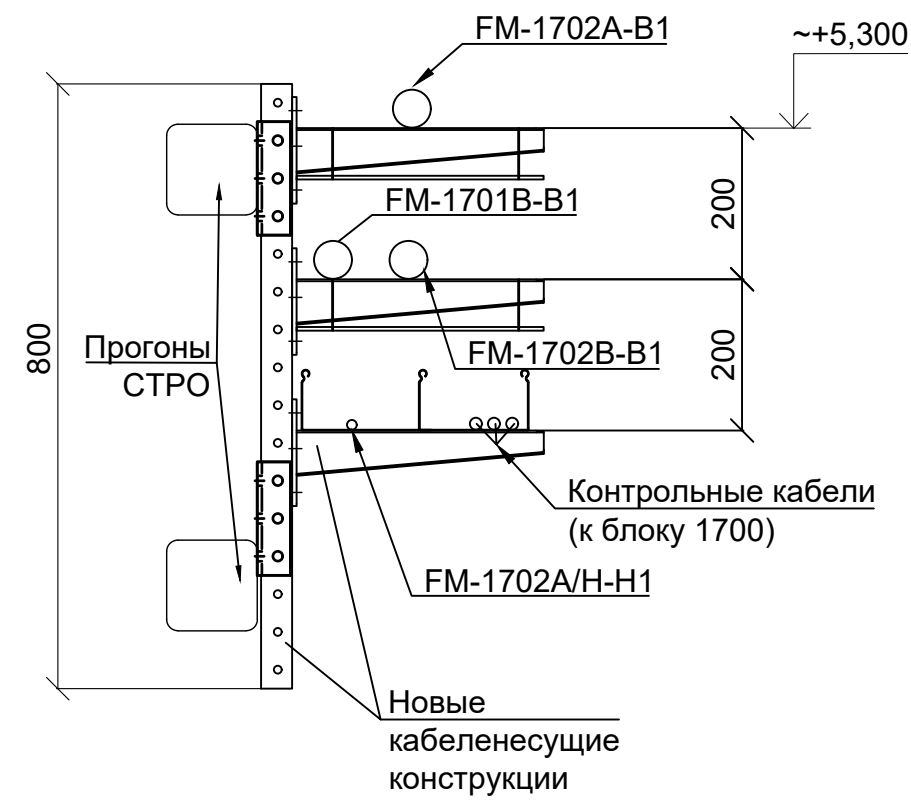 FM-1702A-B1
~+5,300
FM-1701B-B1
200
800
Прогоны
СТРО
FM-1702B-B1
200
Контрольные кабели
(к блоку 1700)
FM-1702A/H-H1
Новые
кабеленесущие
конструкции